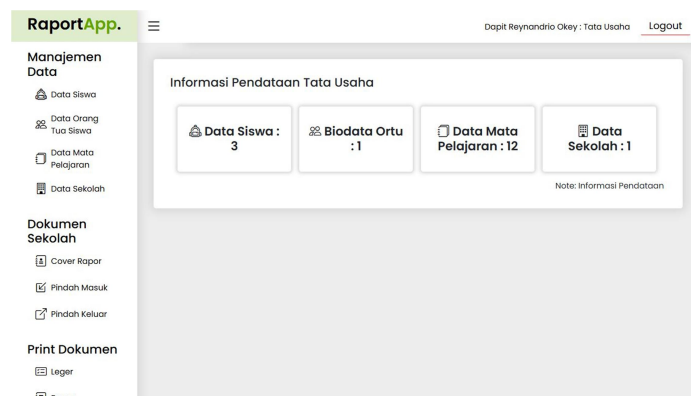 RaportApp.
Dapit Reynandrio Okey : Tata Usaha
Logout
Manajemen
Data
Data Siswa
Data Orang
Tua Siswa
Data Mata
Pelajaran
Data Sekolah
Dokumen
Sekolah
Cover Rapor
Pindah Masuk
Pindah Keluar
Print Dokumen
Leger
Informasi Pendataan Tata Usaha
Data Siswa :
3
Biodata Ortu
: 1
Data Mata
Pelajaran : 12
Data
Sekolah : 1
Note: Informasi Pendataan